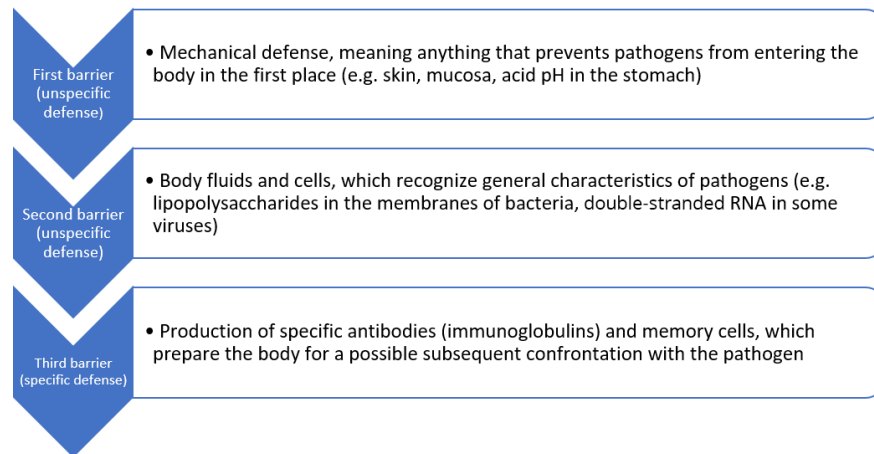 First barrier
(unspecific
defense)
• Mechanical defense, meaning anything that prevents pathogens from entering the
body in the first place (e.g. skin, mucosa, acid pH in the stomach)
Second barrier
(unspecific
defense)
• Body fluids and cells, which recognize general characteristics of pathogens (e.g.
lipopolysaccharides in the membranes of bacteria, double-stranded RNA in some
viruses)
Third barrier
(specific defense)
• Production of specific antibodies (immunoglobulins) and memory cells, which
prepare the body for a possible subsequent confrontation with the pathogen